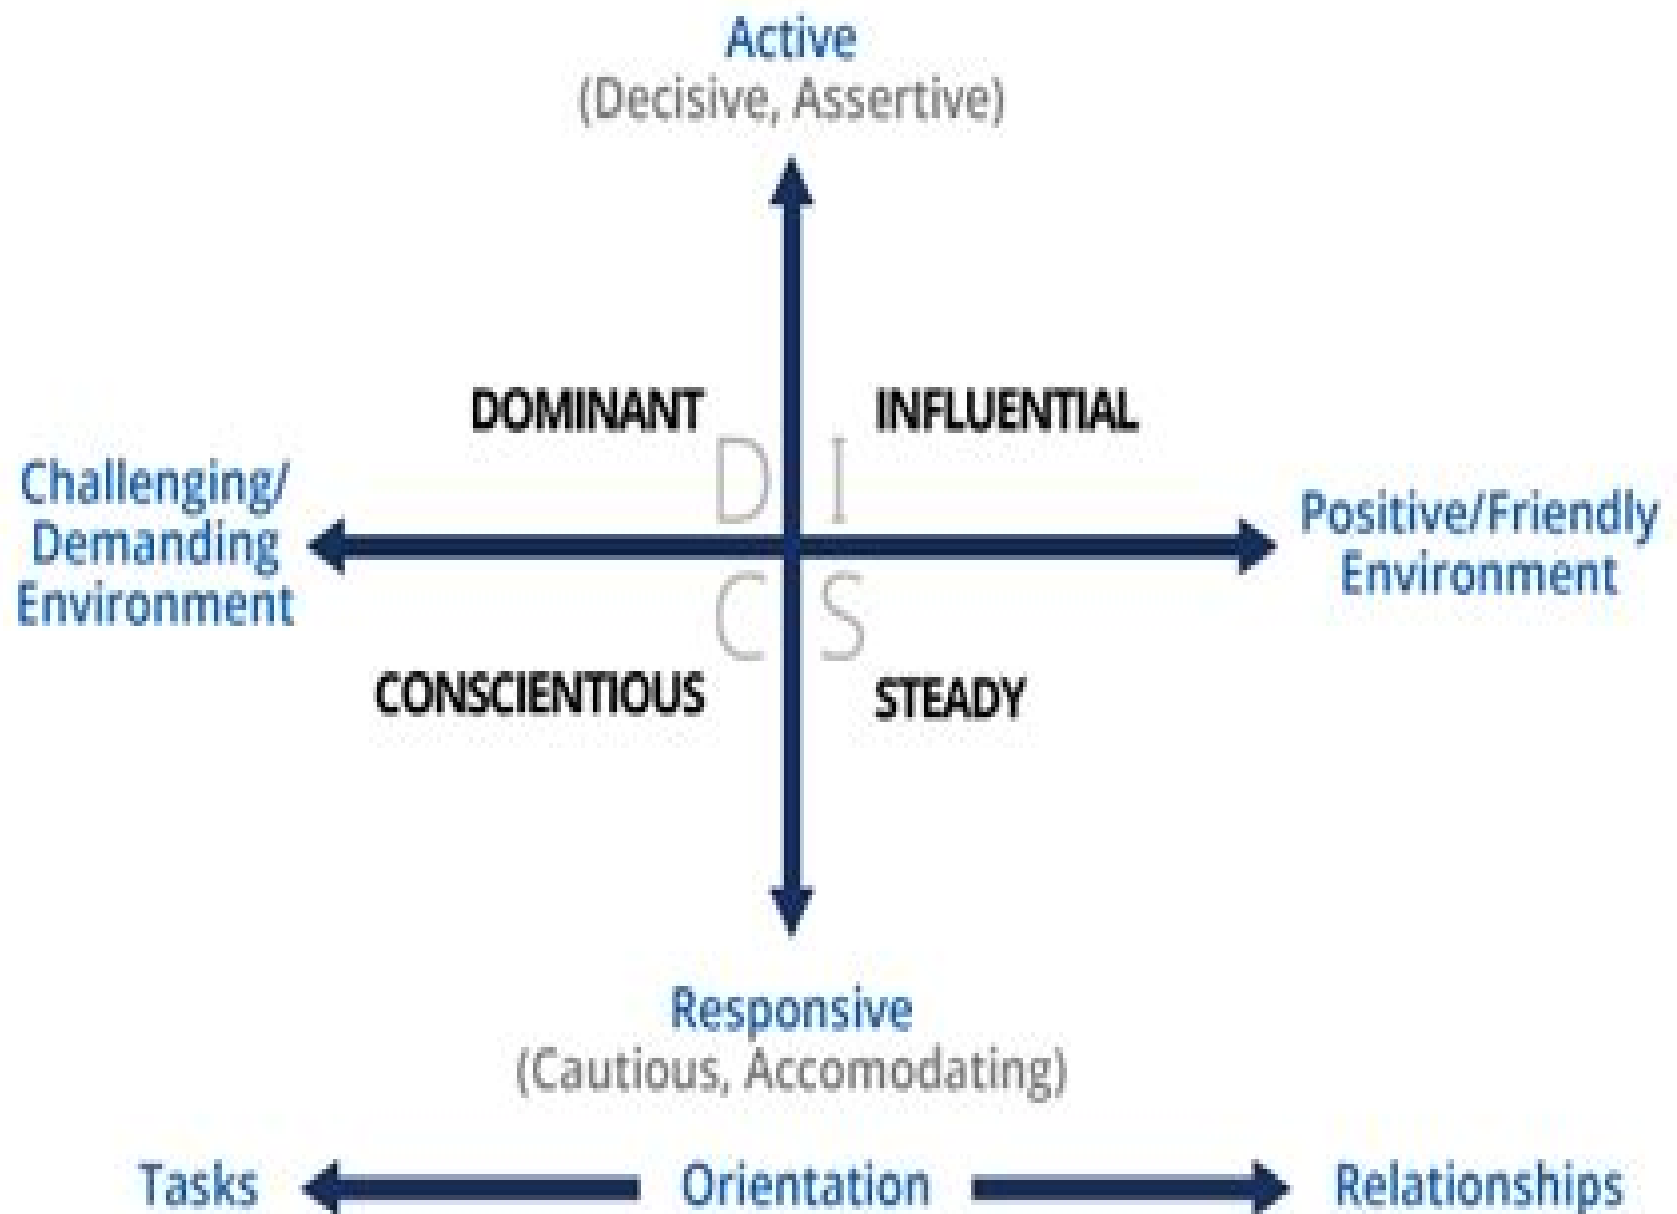 Active
(Decisive, Assertive)
DOMINANT
INFLUENTIAL
D I
Challenging/
Demanding
Environment
Positive/Friendly
Environment
C S
CONSCIENTIOUS
STEADY
Responsive
(Cautious, Accomodating)
Tasks
Orientation
Relationships